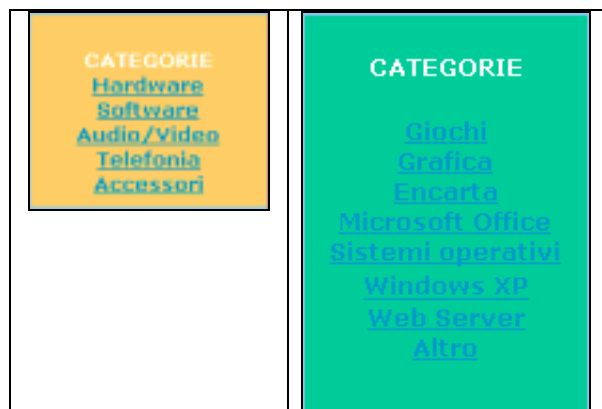 CATEGORIE
Hardware
Software
Audio/Video
Telefonia
Accessori
CATEGORIE
Giochi
Grafica
Encarta
Microsoft Office
Sistemi operativi
Windows XP
Web Server
Altro